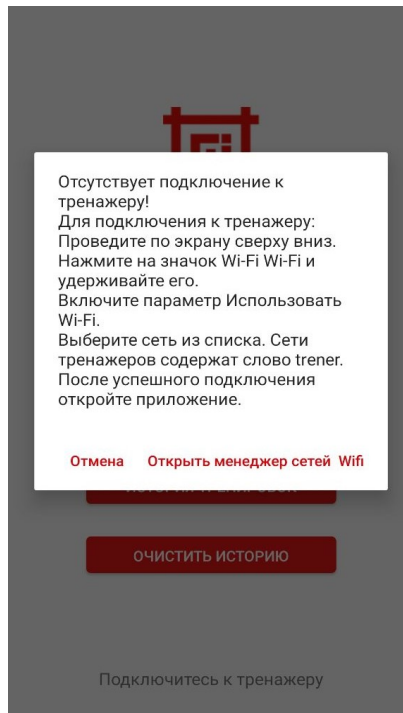 Отсутствует подключение к
тренажеру!
Для подключения к тренажеру:
Проведите по экрану сверху вниз.
Нажмите на значок Wi-Fi Wi-Fi и
удерживайте его.
Включите параметр Использовать
Wi-Fi.
Выберите сеть из списка. Сети
тренажеров содержат слово trener.
После успешного подключения
откройте приложение.
Отмена Открыть менеджер сетей Wifi
ОЧИСТИТЬ ИСТОРИЮ
Подключитесь к тренажеру